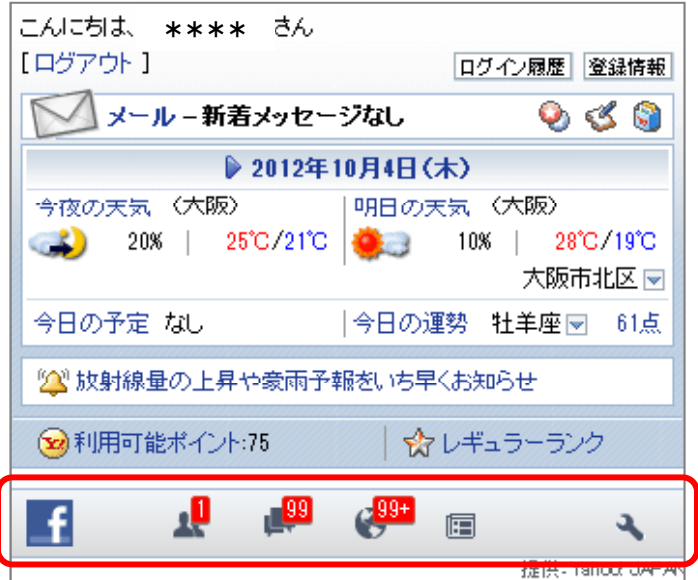 こんにちは、 **** さん
[ログアウト]
ログイン履歴 登録情報
メール – 新着メッセージなし
2012年10月4日(木)
今夜の天気 (大阪) 明日の天気 (大阪)
20% | 25℃/21℃ 10% | 28℃/19℃
大阪市北区
今日の予定 なし 今日の運勢 牡羊座 61点
放射線量の上昇や豪雨予報をいち早くお知らせ
Y! 利用可能ポイント:75 レギュラーランク
f 1 99 99+
提供- Yahoo! JAPAN